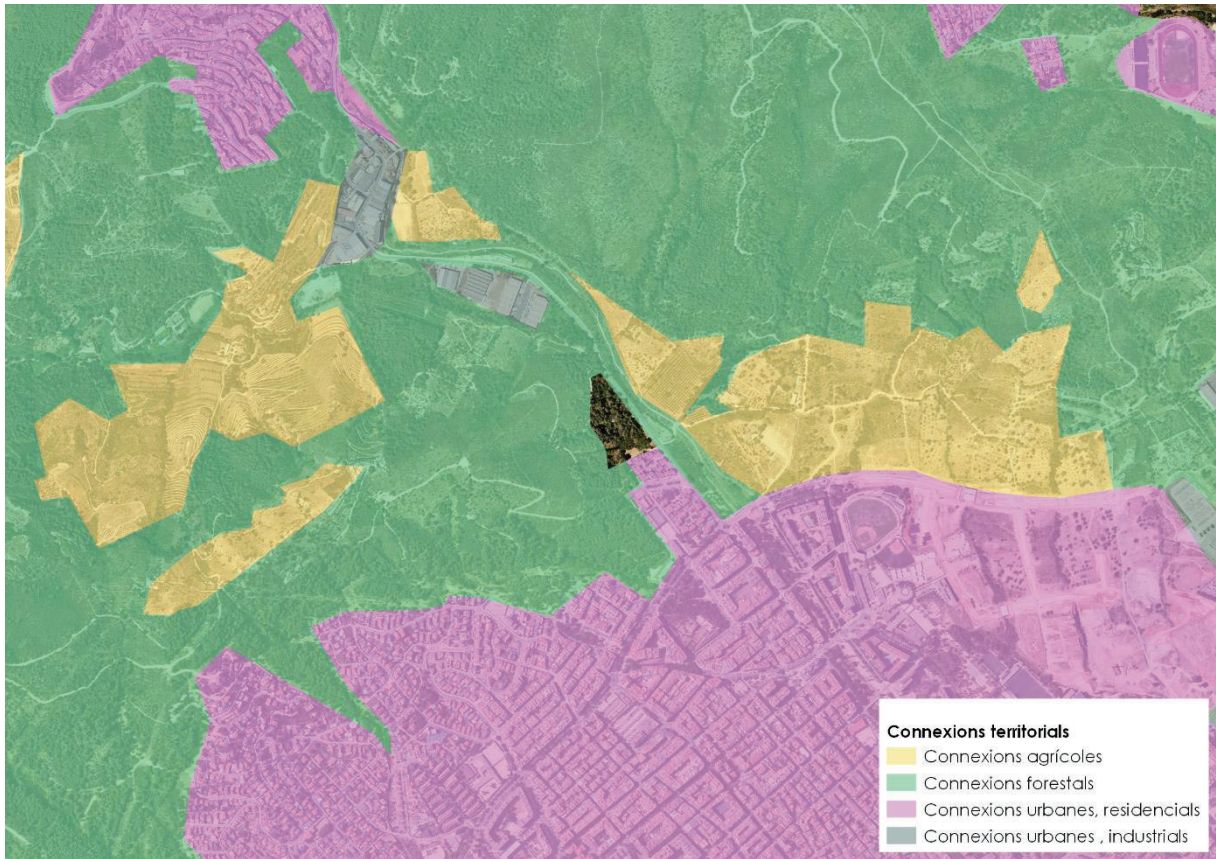 Connexions territorials
Connexions agrícoles
Connexions forestals
Connexions urbanes, residencials
Connexions urbanes , industrials